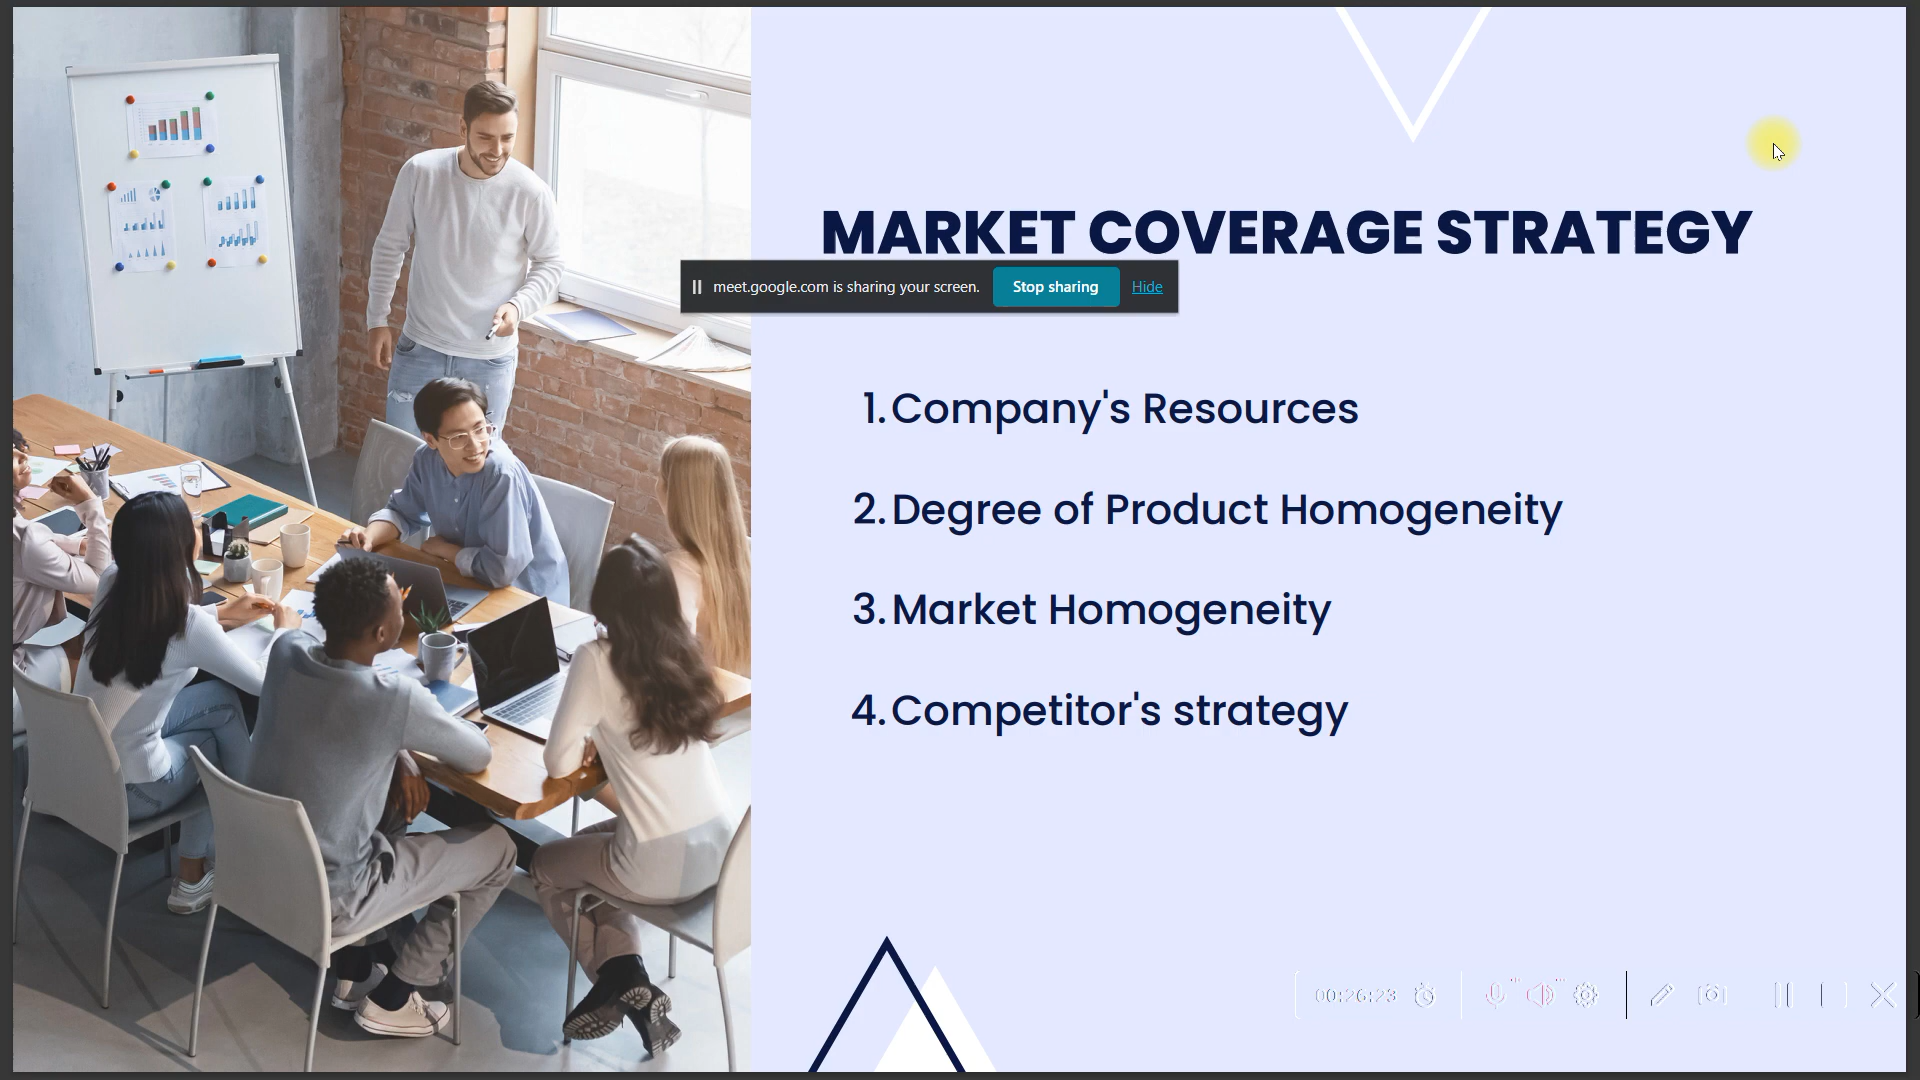 MARKET COVERAGE STRATEGY
meet.google.com is sharing your screen. Stop sharing Hide
1. Company's Resources
2. Degree of Product Homogeneity
3. Market Homogeneity
4. Competitor's strategy
00:26:23